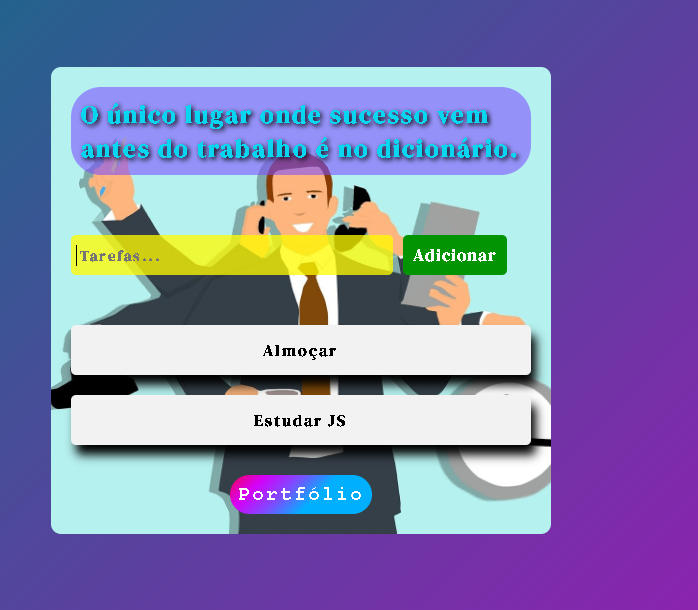 O único lugar onde sucesso vem
antes do trabalho é no dicionário.
Tarefas...
Adicionar
Almoçar
Estudar JS
Portfólio